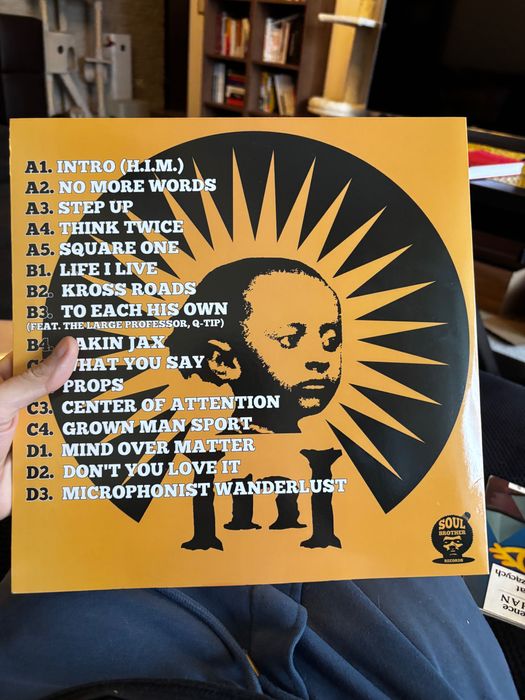 A1. INTRO (H.I.M.)
A2. NO MORE WORDS
A3. STEP UP
A4. THINK TWICE
A5. SQUARE ONE
B1. LIFE I LIVE
B2. KROSS ROADS
B3. TO EACH HIS OWN
(FEAT. THE LARGE PROFESSOR, Q-TIP)
B4. AKIN JAX
WHAT YOU SAY
PROPS
C3. CENTER OF ATTENTION
C4. GROWN MAN SPORT
D1. MIND OVER MATTER
D2. DON'T YOU LOVE IT
D3. MICROPHONIST WANDERLUST
I I I
SOUL
BROTHER
RECORDS